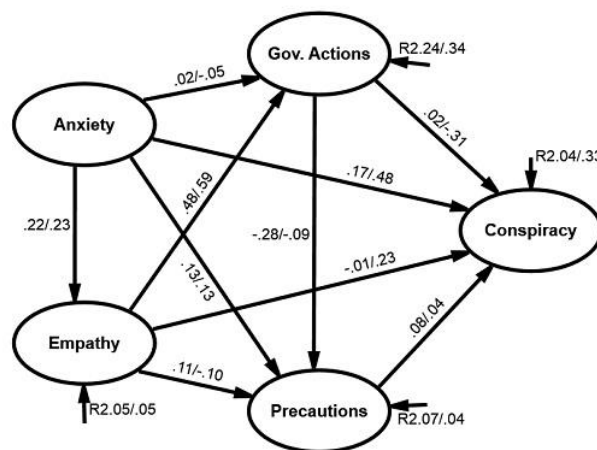 Gov. Actions
R2.24/.34
.02/-.05
Anxiety
.02/-.31
R2.04/.33
.17/.48
.48/.59
.22/.23
-.28/-.09
Conspiracy
-.01/.23
.13/.13
Empathy
.08/.04
.11/-.10
Precautions
R2.05/.05
R2.07/.04